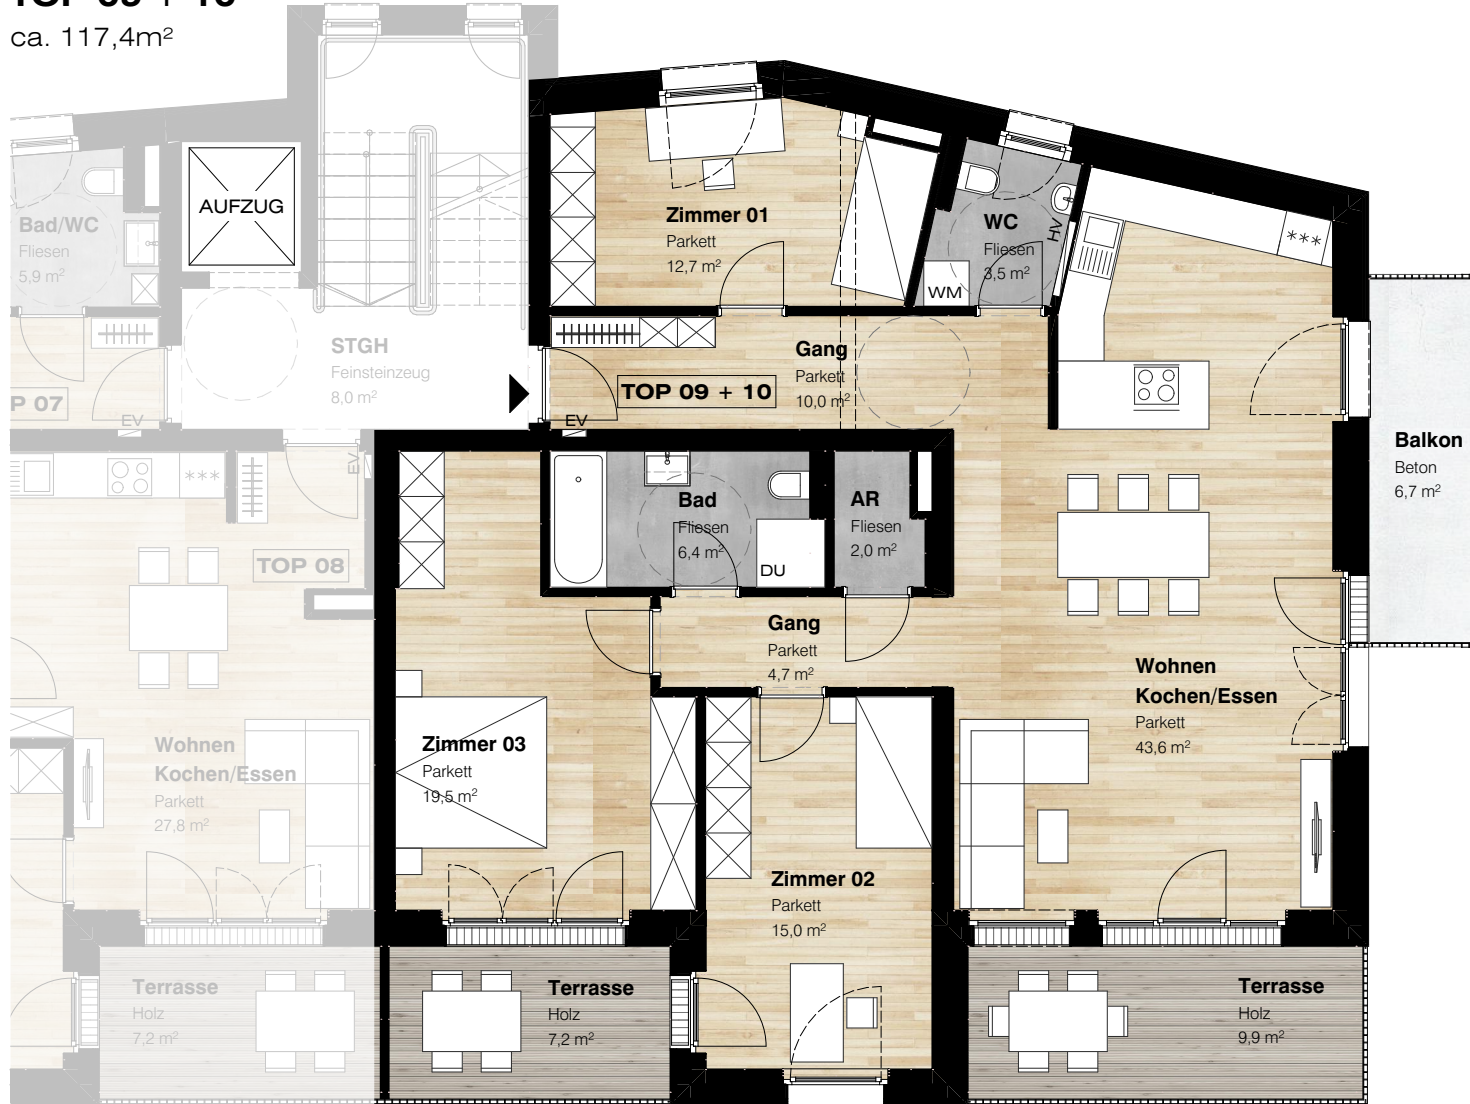 ca. 117,4m²
AUFZUG
Bad/WC
Fliesen
5,9 m²
Zimmer 01
Parkett
12,7 m²
WC
Fliesen
3,5 m²
HV
WM
***
STGH
Feinsteinzeug
8,0 m²
Gang
Parkett
10,0 m²
TOP 09 + 10
P 07
EV
EV
EV
***
TOP 08
Bad
Fliesen
6,4 m²
DU
AR
Fliesen
2,0 m²
Balkon
Beton
6,7 m²
Gang
Parkett
4,7 m²
Wohnen
Kochen/Essen
Parkett
43,6 m²
Wohnen
Kochen/Essen
Parkett
27,8 m²
Zimmer 03
Parkett
19,5 m²
Zimmer 02
Parkett
15,0 m²
Terrasse
Holz
7,2 m²
Terrasse
Holz
7,2 m²
Terrasse
Holz
9,9 m²